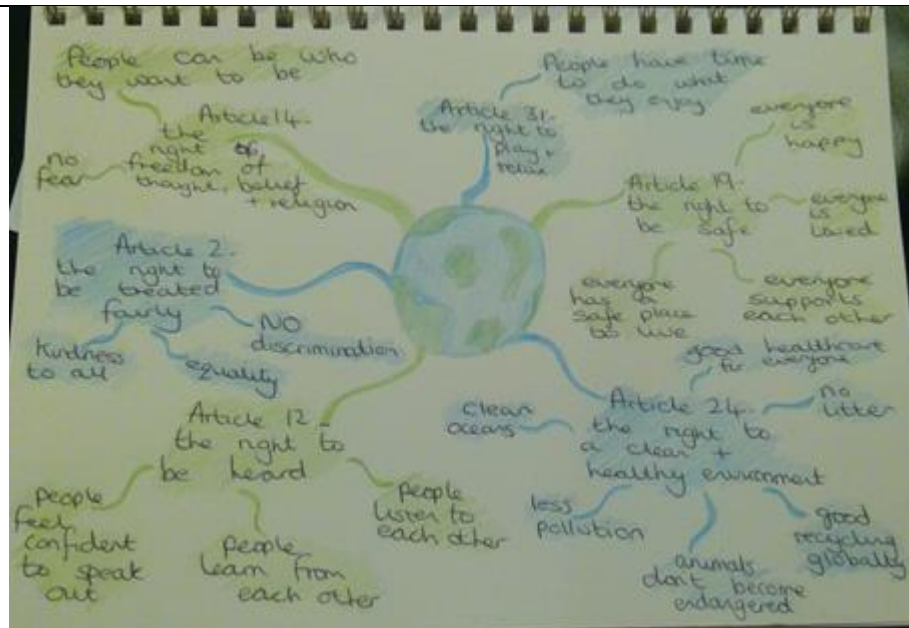 People can be who
they want to be
Article 14 -
the
right of
freedom of
thought, belief
+ religion
no
fear
Article 31 -
the right to
play +
relax
People have time
to do what
they enjoy
Article 19 -
the right to
be safe
everyone
is
happy
everyone
is
loved
everyone
supports
each other
everyone
has a
safe place
to live
Article 2 -
the right to
be treated
fairly
NO
discrimination
equality
Kindness
to all
Article 12 -
the right to
be heard
people
feel
confident
to speak
out
people
learn from
each other
people
listen to
each other
Article 24 -
the right to
a clean +
healthy environment
good healthcare
for everyone
no
litter
clean
oceans
less
pollution
animals
don't become
endangered
good
recycling
globally